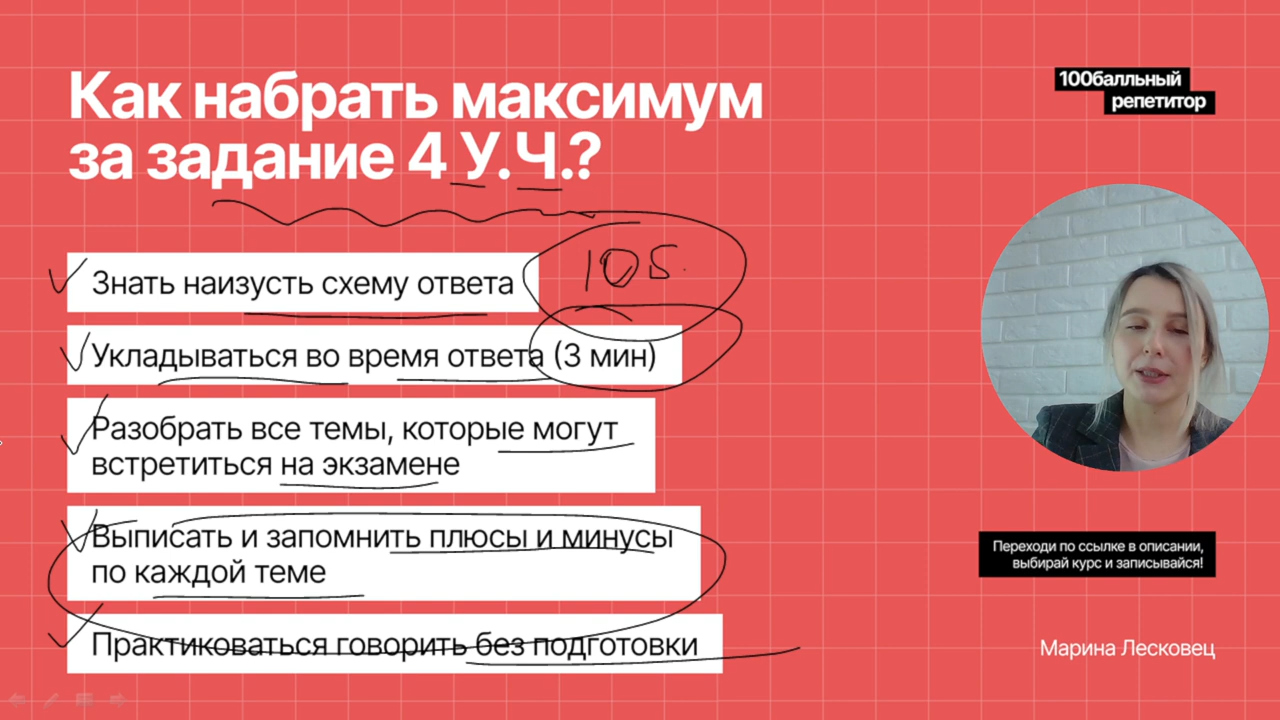 Как набрать максимум
за задание 4 У.Ч.?
100балльный
репетитор
10 Б.
Знать наизусть схему ответа
Укладываться во время ответа (3 мин)
Разобрать все темы, которые могут
встретиться на экзамене
Выписать и запомнить плюсы и минусы
по каждой теме
Практиковаться говорить без подготовки
Переходи по ссылке в описании,
выбирай курс и записывайся!
Марина Лесковец